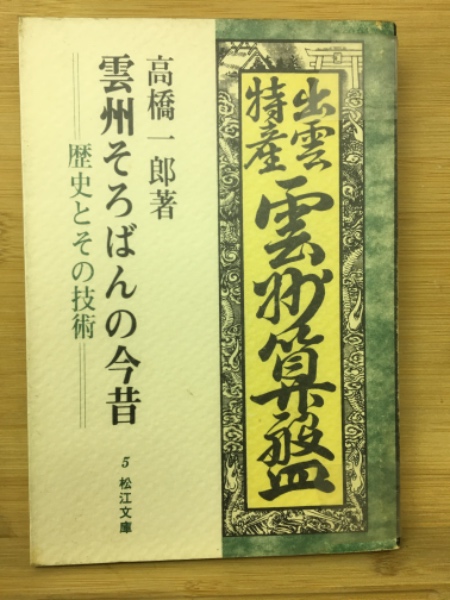 出雲
特産
雲州算盤
高橋一郎著
雲州そろばんの今昔
歴史とその技術
5 松江文庫